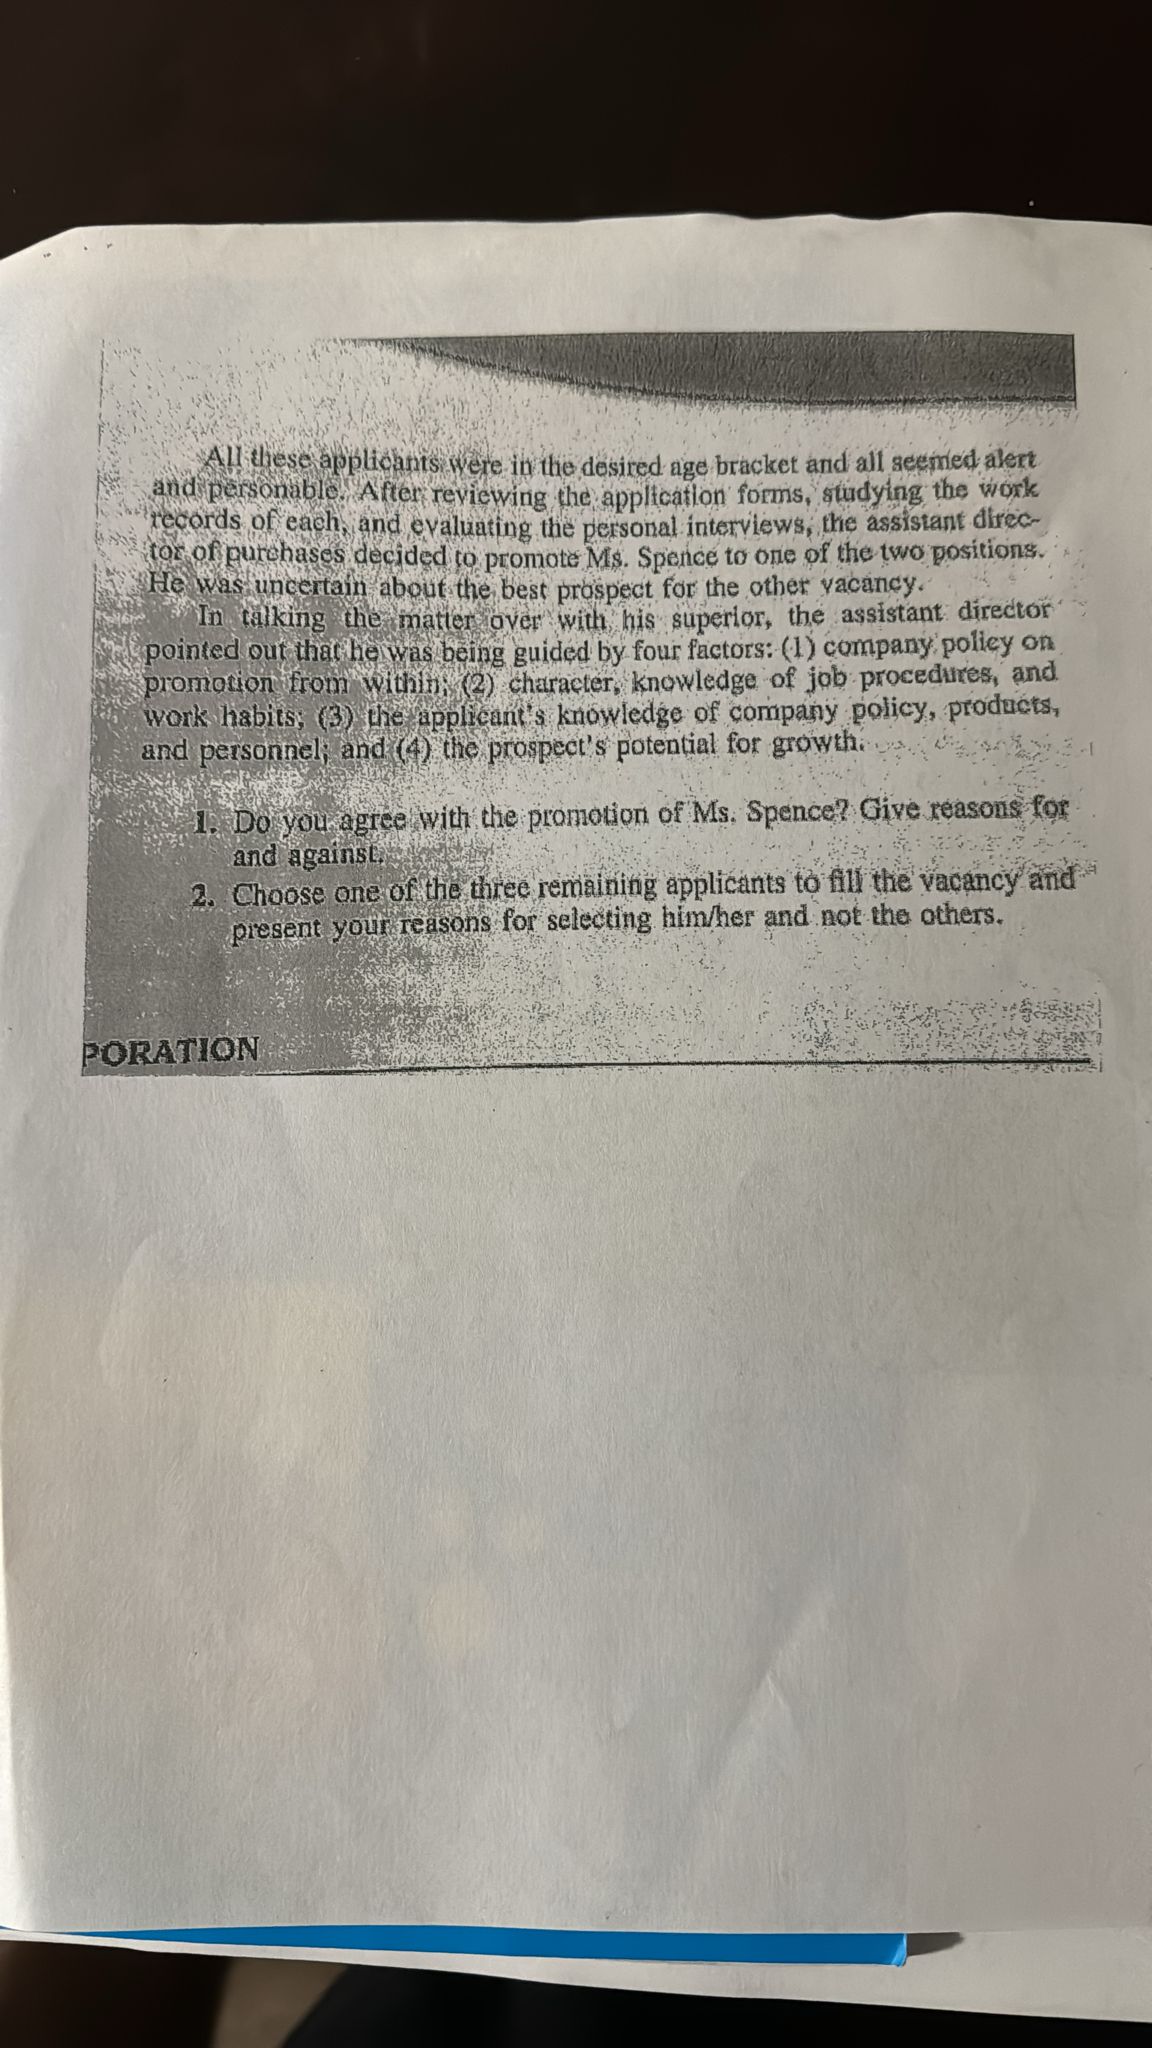 All these applicants were in the desired age bracket and all seemed alert
and personable. After reviewing the application forms, studying the work
records of each, and evaluating the personal interviews, the assistant direc-
tor of purchases decided to promote Ms. Spence to one of the two positions.
He was uncertain about the best prospect for the other vacancy.
In talking the matter over with his superior, the assistant director
pointed out that he was being guided by four factors: (1) company policy on
promotion from within; (2) character, knowledge of job procedures, and
work habits; (3) the applicant's knowledge of company policy, products,
and personnel; and (4) the prospect's potential for growth.
1. Do you agree with the promotion of Ms. Spence? Give reasons for
and against.
2. Choose one of the three remaining applicants to fill the vacancy and
present your reasons for selecting him/her and not the others.
PORATION